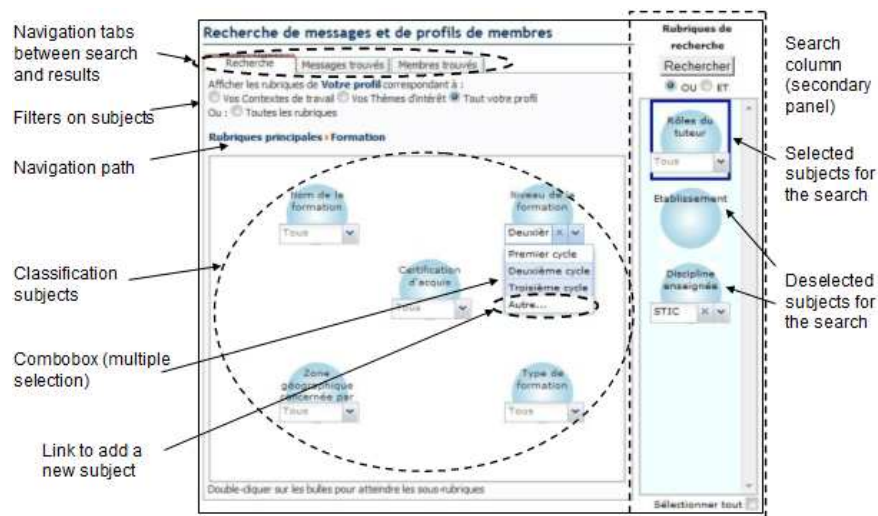 Navigation tabs
between search
and results
Filters on subjects
Navigation path
Classification
subjects
Combobox (multiple
selection)
Link to add a
new subject
Recherche de messages et de profils de membres
Recherche
Messages trouvés
Membres trouvés
Afficher les rubriques de Votre profil correspondant à :
Vos Contextes de travail Vos Thèmes d'intérêt Tout votre profil
Ou : Toutes les rubriques
Rubriques principales Formation
Nom de la
formation
Tous
Niveau de la
formation
Deuxièr
Premier cycle
Deuxième cycle
Troisième cycle
Autre...
Certification
d'acquis
Tous
Zone
géographique
concernée par
Tous
Type de
formation
Tous
Double-cliquer sur les bulles pour atteindre les sous-rubriques
Rubriques de
recherche
Rechercher
OU ET
Rôles du
tuteur
Tous
Etablissement
Discipline
enseignée
STIC
Sélectionner tout
Search
column
(secondary
panel)
Selected
subjects for
the search
Deselected
subjects for
the search